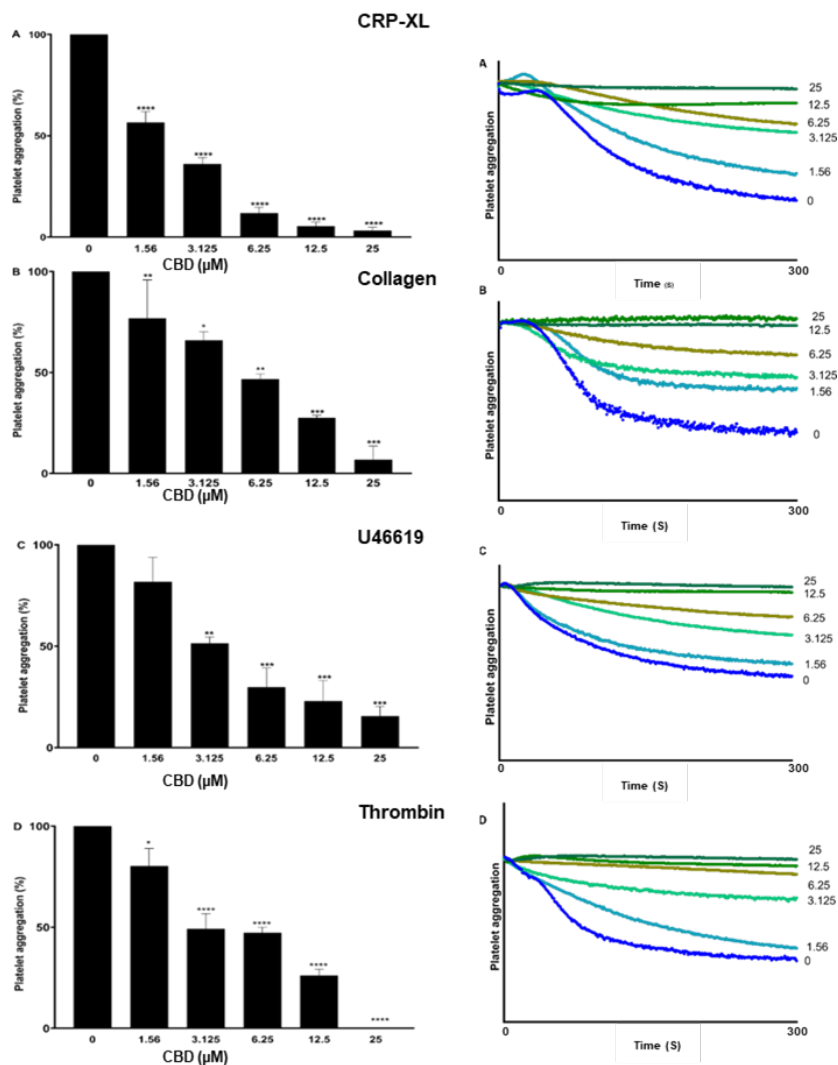 CRP-XL
A
Platelet aggregation (%)
100
50
0
****
****
****
****
****
0 1.56 3.125 6.25 12.5 25
CBD (µM)
A
Platelet aggregation
25
12.5
6.25
3.125
1.56
0
0 300
Time (s)
Collagen
B
Platelet aggregation (%)
100
50
0
**
*
**
***
***
0 1.56 3.125 6.25 12.5 25
CBD (µM)
B
Platelet aggregation
25
12.5
6.25
3.125
1.56
0
0 300
Time (S)
U46619
C
Platelet aggregation (%)
100
50
0
**
***
***
***
0 1.56 3.125 6.25 12.5 25
CBD (µM)
C
Platelet aggregation
25
12.5
6.25
3.125
1.56
0
0 300
Time (S)
Thrombin
D
Platelet aggregation (%)
100
50
0
*
****
****
****
****
0 1.56 3.125 6.25 12.5 25
CBD (µM)
D
Platelet aggregation
25
12.5
6.25
3.125
1.56
0
0 300
Time (S)